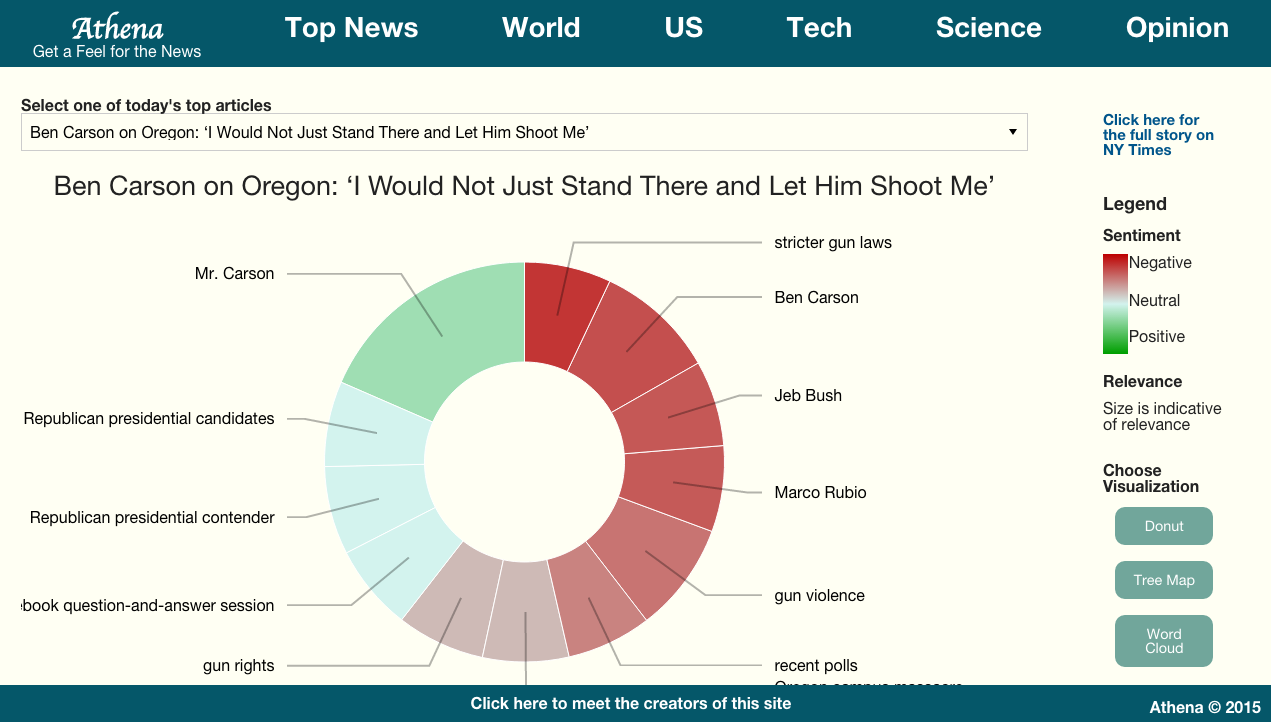 Athena
Get a Feel for the News
Top News
World
US
Tech
Science
Opinion
Select one of today's top articles
Ben Carson on Oregon: ‘I Would Not Just Stand There and Let Him Shoot Me’
Click here for
the full story on
NY Times
Ben Carson on Oregon: ‘I Would Not Just Stand There and Let Him Shoot Me’
Legend
Sentiment
Negative
Neutral
Positive
Relevance
Size is indicative
of relevance
Choose
Visualization
Donut
Tree Map
Word
Cloud
stricter gun laws
Ben Carson
Jeb Bush
Marco Rubio
gun violence
recent polls
Mr. Carson
Republican presidential candidates
Republican presidential contender
book question-and-answer session
gun rights
Click here to meet the creators of this site
Athena © 2015